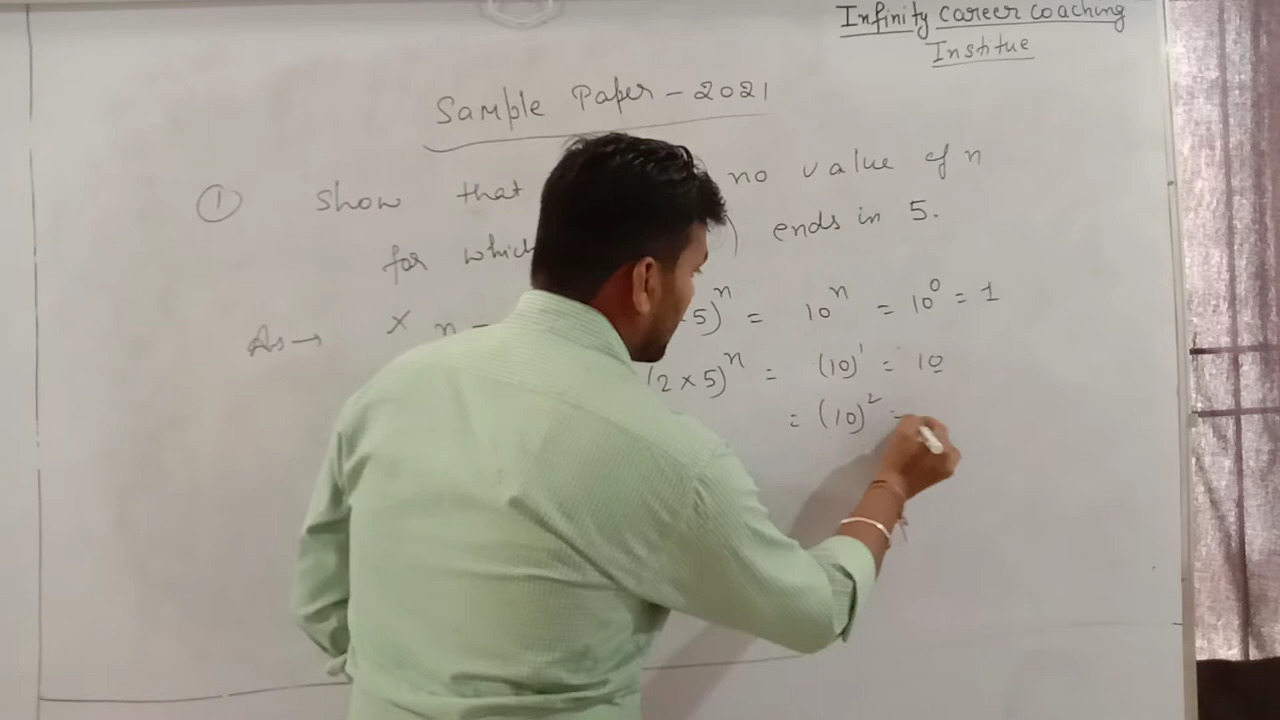 Infinity career coaching
Institue
Sample Paper - 2021
① Show that no value of n
for which ) ends in 5.
As → × n - 5)ⁿ = 10ⁿ = 10⁰ = 1
(2 × 5)ⁿ = (10)¹ = 10
= (10)² =